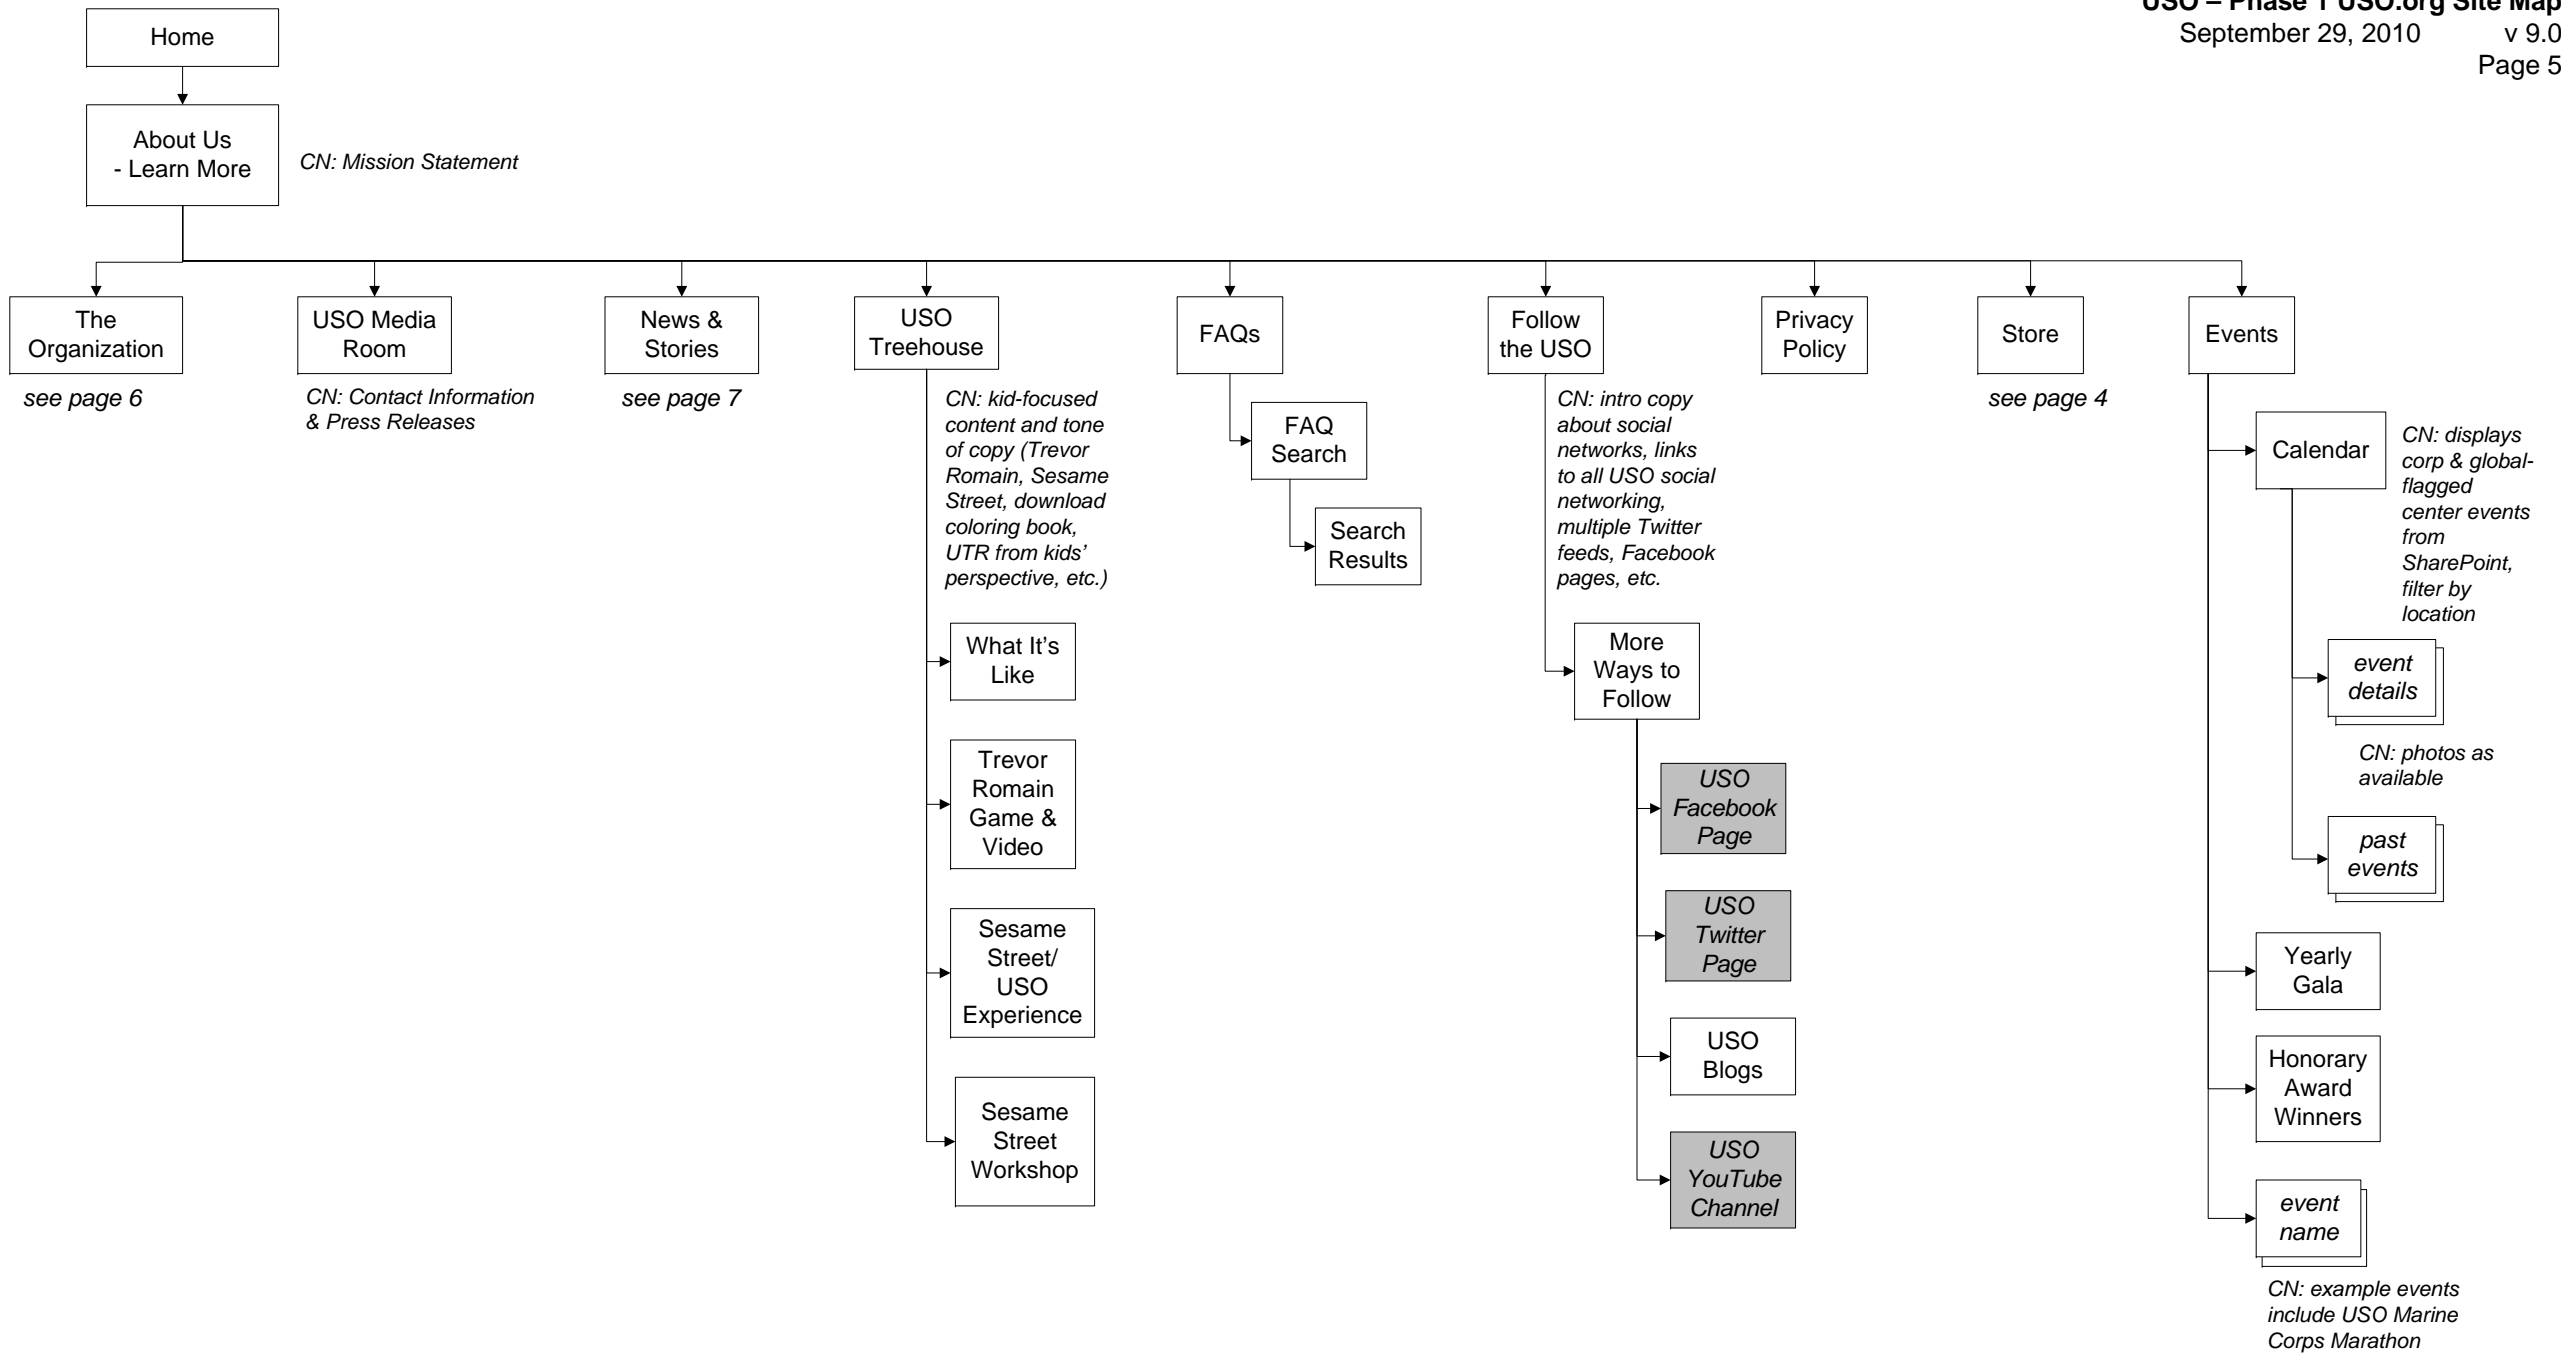 USO – Phase 1 USO.org Site Map
September 29, 2010 v 9.0
Page 5
Home
About Us
- Learn More
CN: Mission Statement
The
Organization
see page 6
USO Media
Room
CN: Contact Information
& Press Releases
News &
Stories
see page 7
USO
Treehouse
CN: kid-focused
content and tone
of copy (Trevor
Romain, Sesame
Street, download
coloring book,
UTR from kids’
perspective, etc.)
What It’s
Like
Trevor
Romain
Game &
Video
Sesame
Street/
USO
Experience
Sesame
Street
Workshop
FAQs
FAQ
Search
Search
Results
Follow
the USO
CN: intro copy
about social
networks, links
to all USO social
networking,
multiple Twitter
feeds, Facebook
pages, etc.
More
Ways to
Follow
USO
Facebook
Page
USO
Twitter
Page
USO
Blogs
USO
YouTube
Channel
Privacy
Policy
Store
see page 4
Events
Calendar
CN: displays
corp & global-
flagged
center events
from
SharePoint,
filter by
location
event
details
CN: photos as
available
past
events
Yearly
Gala
Honorary
Award
Winners
event
name
CN: example events
include USO Marine
Corps Marathon